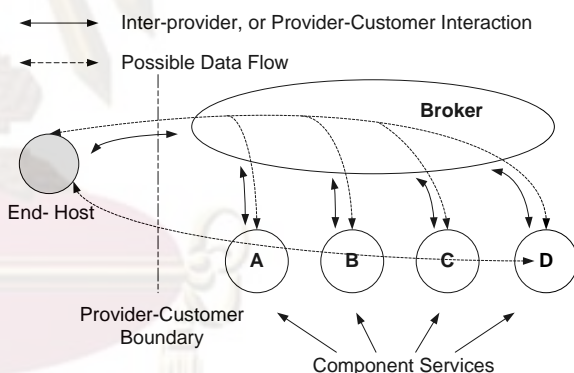 Inter-provider, or Provider-Customer Interaction
Possible Data Flow
Broker
End- Host
A
B
C
D
Provider-Customer
Boundary
Component Services